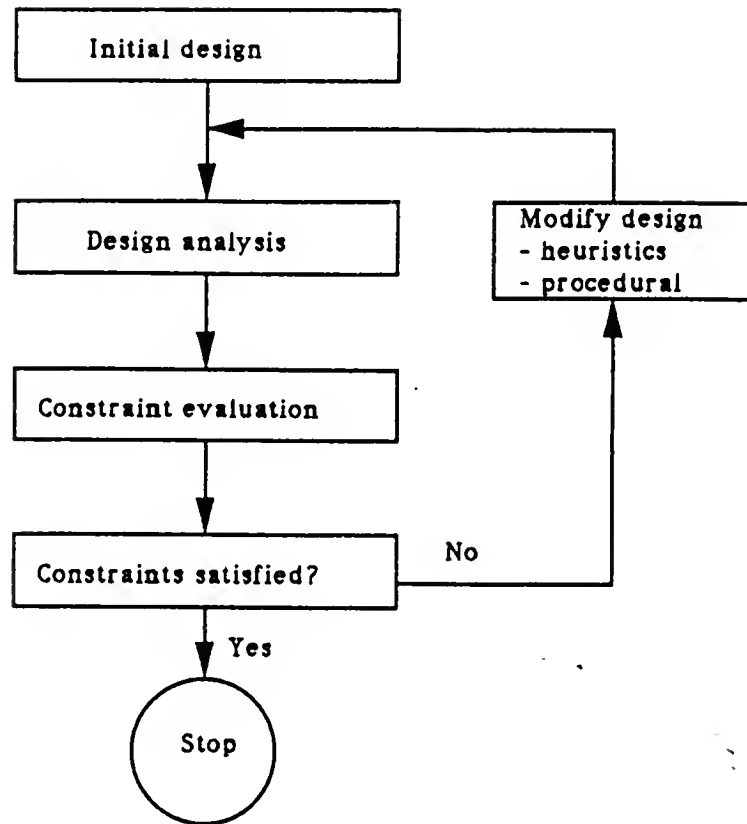 Initial design
Design analysis
Modify design
- heuristics
- procedural
Constraint evaluation
Constraints satisfied?
No
Yes
Stop